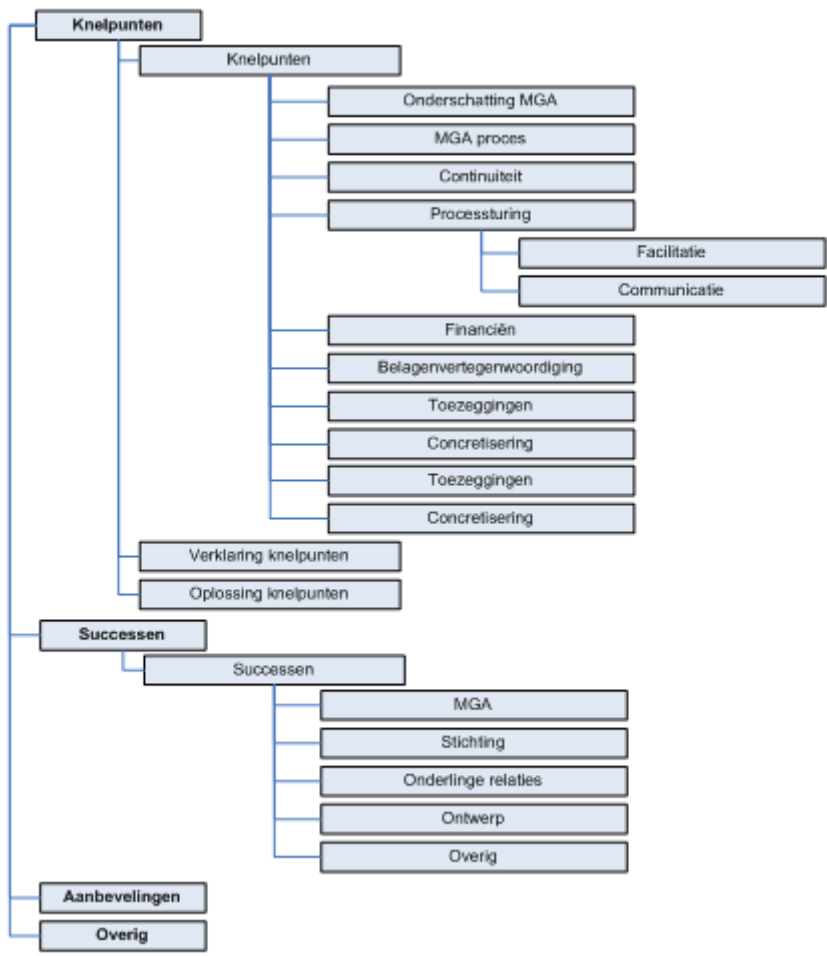 Knelpunten
Knelpunten
Onderschatting MGA
MGA proces
Continuiteit
Processturing
Facilitatie
Communicatie
Financiën
Belagenvertegenwoordiging
Toezeggingen
Concretisering
Toezeggingen
Concretisering
Verklaring knelpunten
Oplossing knelpunten
Successen
Successen
MGA
Stichting
Onderlinge relaties
Ontwerp
Overig
Aanbevelingen
Overig